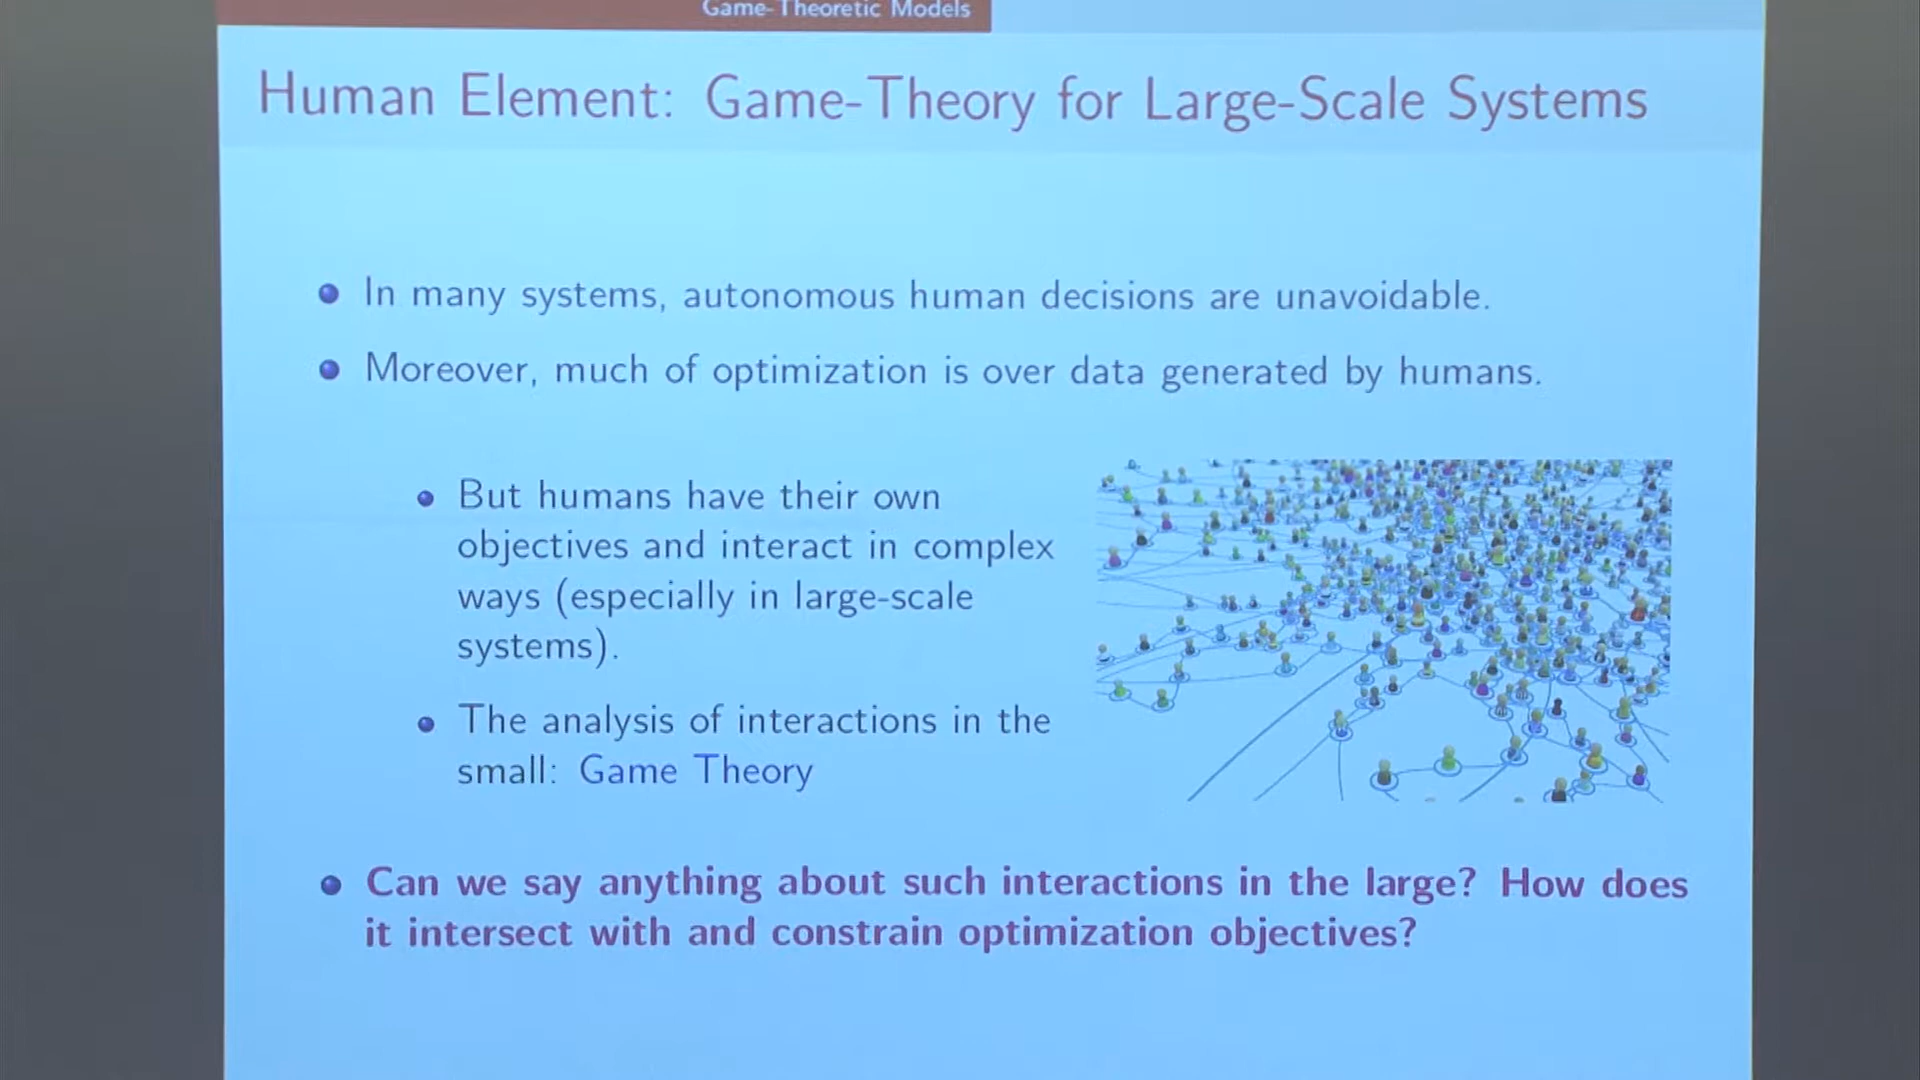 Game-Theoretic Models
Human Element: Game-Theory for Large-Scale Systems
In many systems, autonomous human decisions are unavoidable.
Moreover, much of optimization is over data generated by humans.
But humans have their own
objectives and interact in complex
ways (especially in large-scale
systems).
The analysis of interactions in the
small: Game Theory
Can we say anything about such interactions in the large? How does
it intersect with and constrain optimization objectives?